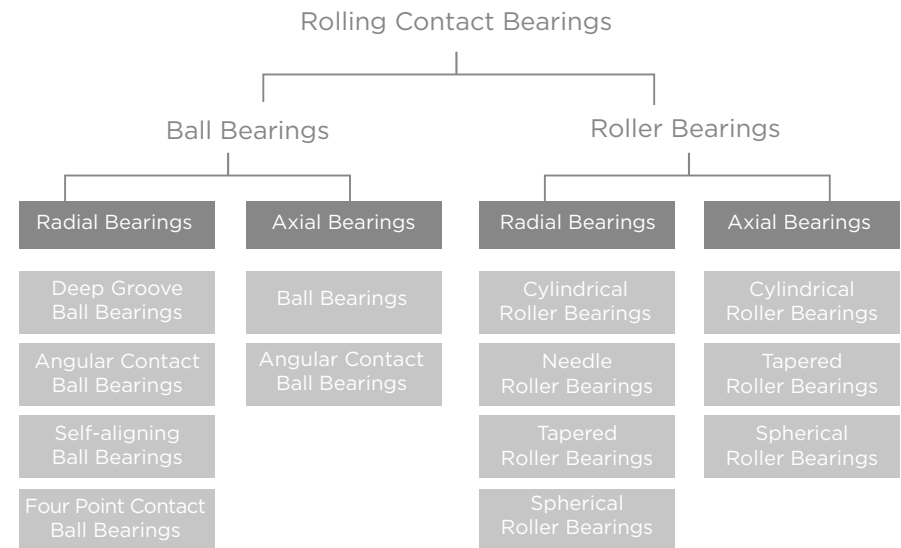 Rolling Contact Bearings
Ball Bearings
Roller Bearings
Radial Bearings
Axial Bearings
Radial Bearings
Axial Bearings
Deep Groove
Ball Bearings
Angular Contact
Ball Bearings
Self-aligning
Ball Bearings
Four Point Contact
Ball Bearings
Ball Bearings
Angular Contact
Ball Bearings
Cylindrical
Roller Bearings
Needle
Roller Bearings
Tapered
Roller Bearings
Spherical
Roller Bearings
Cylindrical
Roller Bearings
Tapered
Roller Bearings
Spherical
Roller Bearings